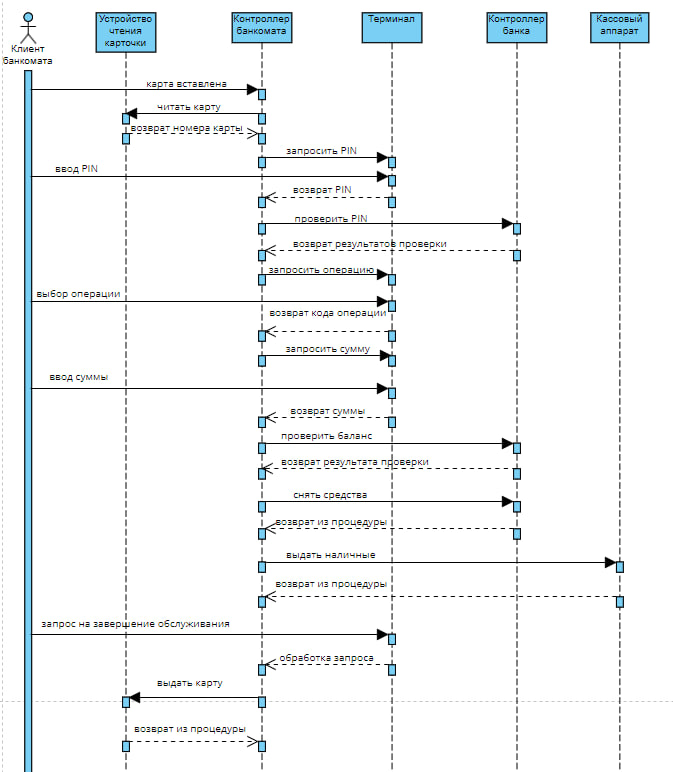 Клиент
банкомата
Устройство
чтения
карточки
Контроллер
банкомата
Терминал
Контроллер
банка
Кассовый
аппарат
карта вставлена
читать карту
возврат номера карты
запросить PIN
ввод PIN
возврат PIN
проверить PIN
возврат результатов проверки
запросить операцию
выбор операции
возврат кода операции
запросить сумму
ввод суммы
возврат суммы
проверить баланс
возврат результата проверки
снять средства
возврат из процедуры
выдать наличные
возврат из процедуры
запрос на завершение обслуживания
обработка запроса
выдать карту
возврат из процедуры